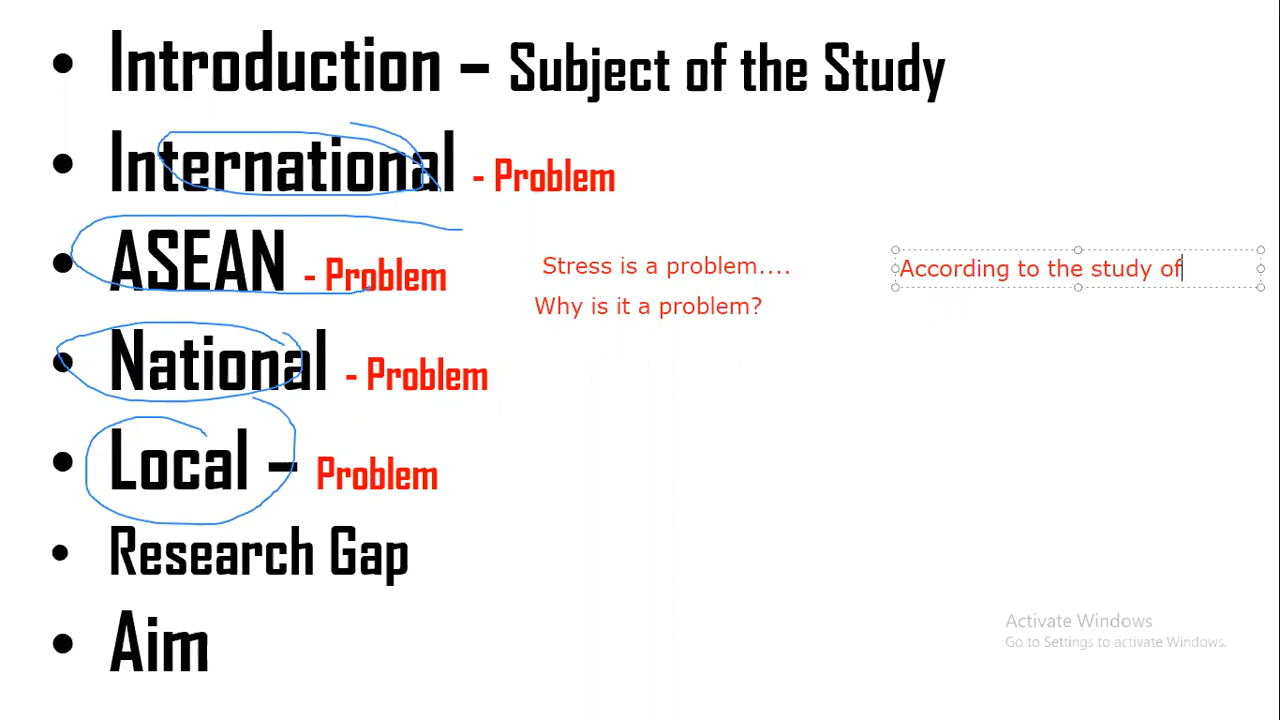 • Introduction – Subject of the Study
• International - Problem
• ASEAN - Problem
Stress is a problem....
According to the study of
Why is it a problem?
• National - Problem
• Local – Problem
• Research Gap
• Aim
Activate Windows
Go to Settings to activate Windows.